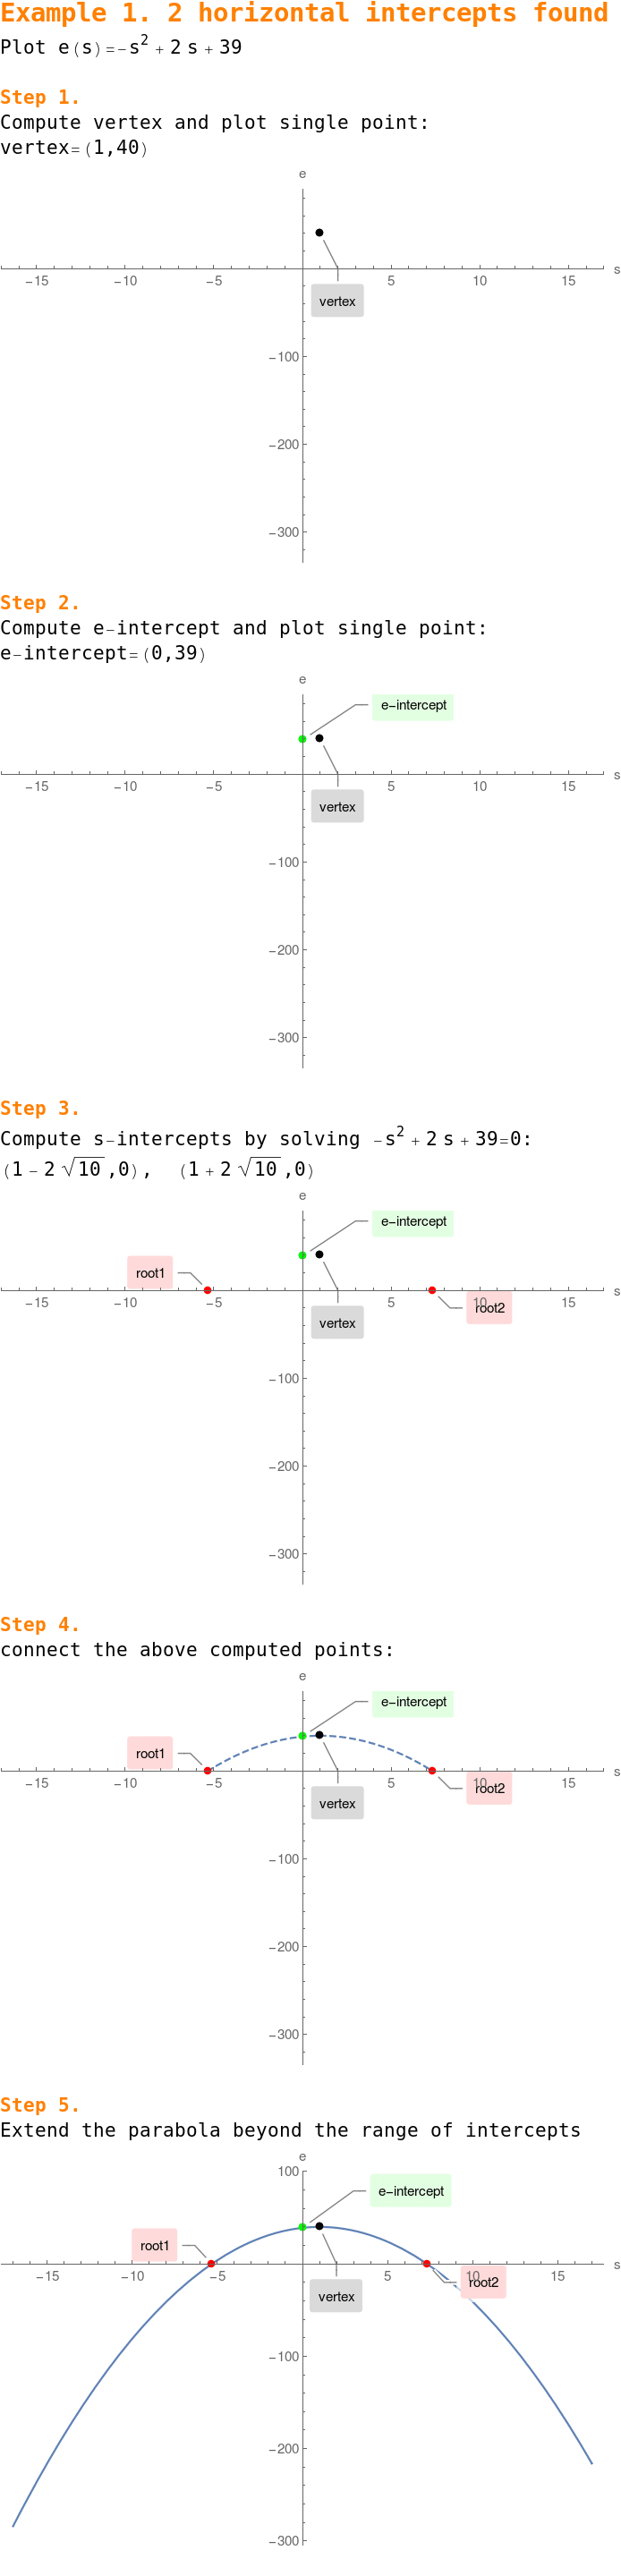 Example 1. 2 horizontal intercepts found
Plot e(s)=-s² + 2 s + 39
Step 1.
Compute vertex and plot single point:
vertex=(1,40)
e
s
-15 -10 -5 5 10 15
vertex
-100
-200
-300
Step 2.
Compute e-intercept and plot single point:
e-intercept=(0,39)
e
e-intercept
s
-15 -10 -5 5 10 15
vertex
-100
-200
-300
Step 3.
Compute s-intercepts by solving -s² + 2 s + 39=0:
(1 - 2 √10 ,0), (1 + 2 √10 ,0)
e
e-intercept
root1
s
-15 -10 -5 5 10 15
root2
vertex
-100
-200
-300
Step 4.
connect the above computed points:
e
e-intercept
root1
s
-15 -10 -5 5 10 15
root2
vertex
-100
-200
-300
Step 5.
Extend the parabola beyond the range of intercepts
e
100
e-intercept
root1
s
-15 -10 -5 5 10 15
root2
vertex
-100
-200
-300